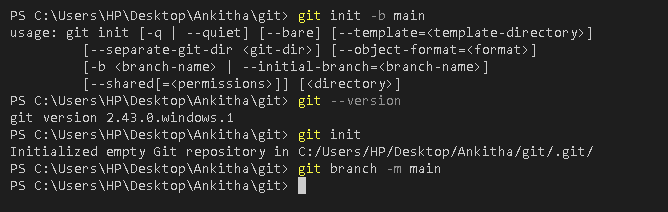 PS C:\Users\HP\Desktop\Ankitha\git> git init -b main
usage: git init [-q | --quiet] [--bare] [--template=<template-directory>]
[--separate-git-dir <git-dir>] [--object-format=<format>]
[-b <branch-name> | --initial-branch=<branch-name>]
[--shared[=<permissions>]] [<directory>]
PS C:\Users\HP\Desktop\Ankitha\git> git --version
git version 2.43.0.windows.1
PS C:\Users\HP\Desktop\Ankitha\git> git init
Initialized empty Git repository in C:/Users/HP/Desktop/Ankitha/git/.git/
PS C:\Users\HP\Desktop\Ankitha\git> git branch -m main
PS C:\Users\HP\Desktop\Ankitha\git>